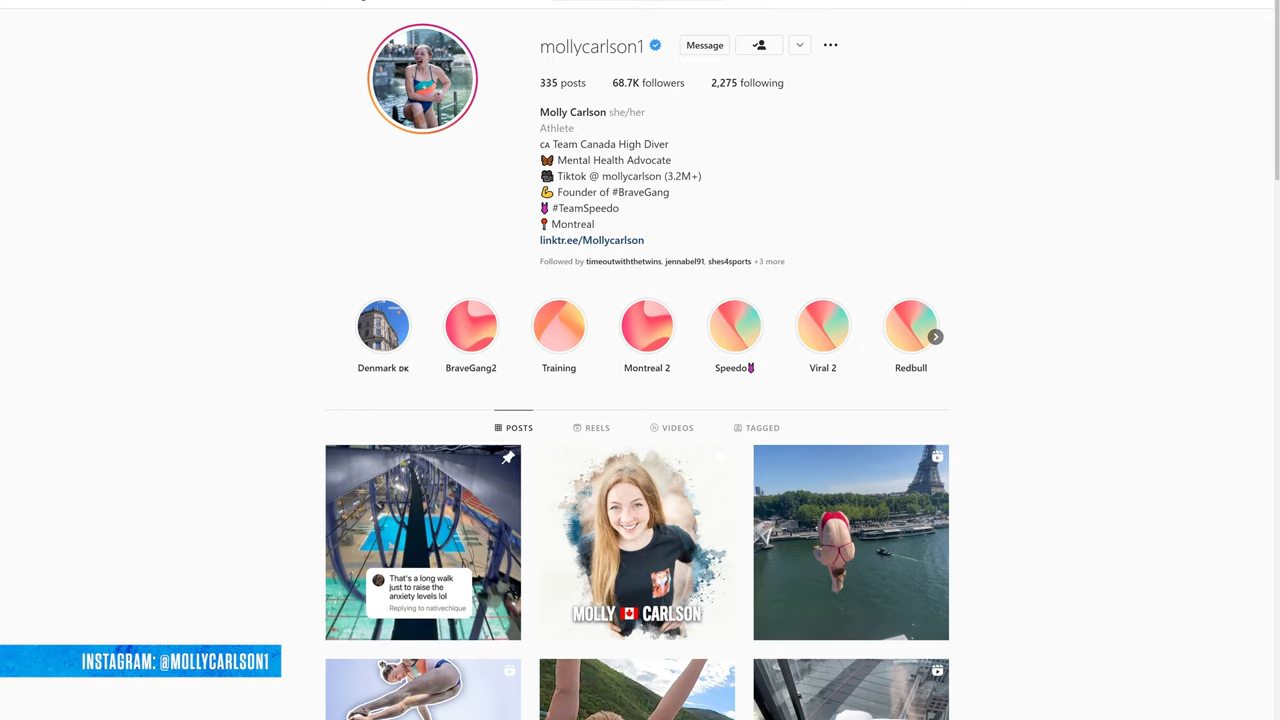 mollycarlson1
Message
335 posts 68.7K followers 2,275 following
Molly Carlson she/her
Athlete
CA Team Canada High Diver
Mental Health Advocate
Tiktok @ mollycarlson (3.2M+)
Founder of #BraveGang
#TeamSpeedo
Montreal
linktr.ee/Mollycarlson
Followed by timeoutwiththetwins, jennabel91, shes4sports +3 more
Denmark DK BraveGang2 Training Montreal 2 Speedo Viral 2 Redbull
POSTS REELS VIDEOS TAGGED
That's a long walk
just to raise the
anxiety levels lol
Replying to nativechique
MOLLY CARLSON
INSTAGRAM: @MOLLYCARLSON1